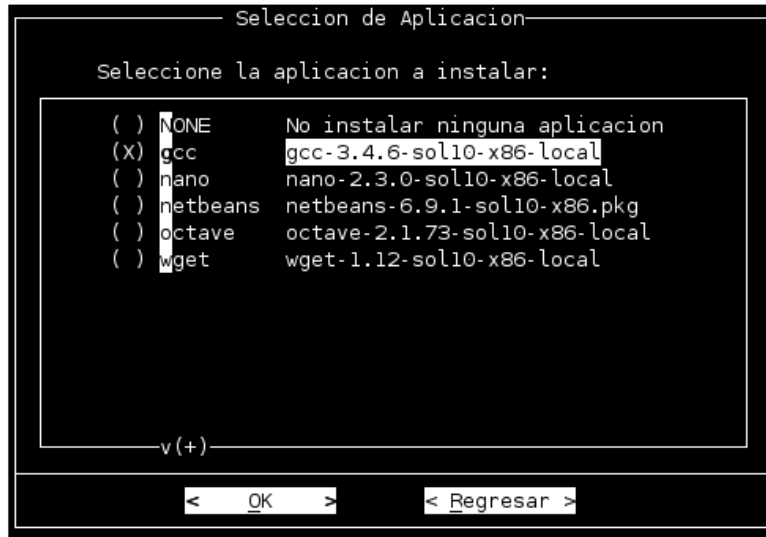 Seleccion de Aplicacion
Seleccione la aplicacion a instalar:
( ) NONE No instalar ninguna aplicacion
(X) gcc gcc-3.4.6-sol10-x86-local
( ) nano nano-2.3.0-sol10-x86-local
( ) netbeans netbeans-6.9.1-sol10-x86.pkg
( ) octave octave-2.1.73-sol10-x86-local
( ) wget wget-1.12-sol10-x86-local
v(+)
< OK > < Regresar >